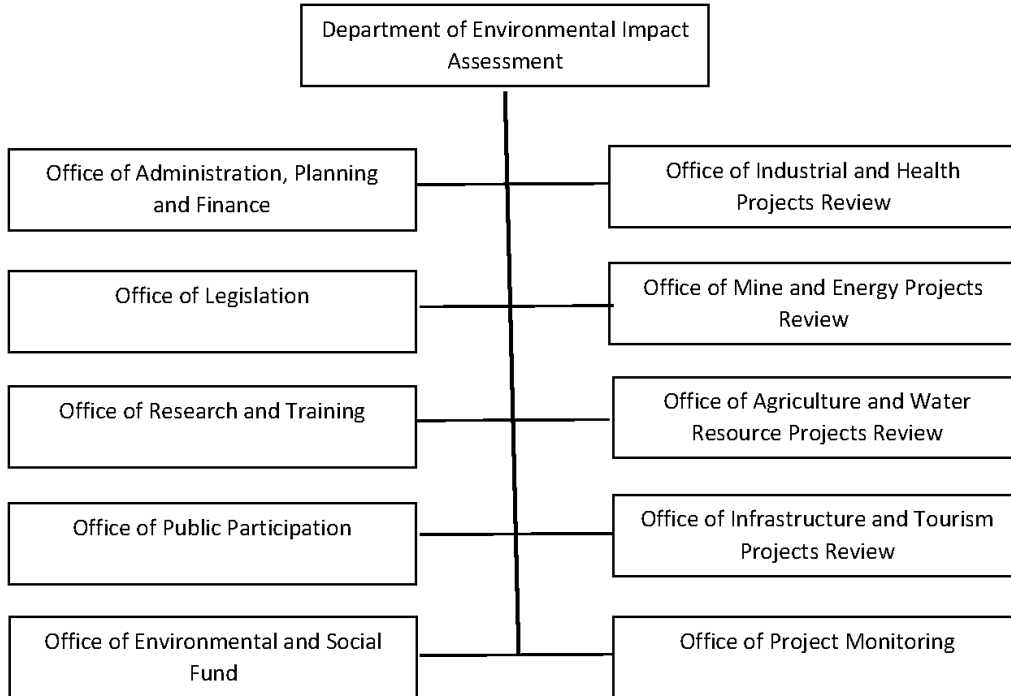 Department of Environmental Impact
Assessment
Office of Administration, Planning
and Finance
Office of Industrial and Health
Projects Review
Office of Legislation
Office of Mine and Energy Projects
Review
Office of Research and Training
Office of Agriculture and Water
Resource Projects Review
Office of Public Participation
Office of Infrastructure and Tourism
Projects Review
Office of Environmental and Social
Fund
Office of Project Monitoring